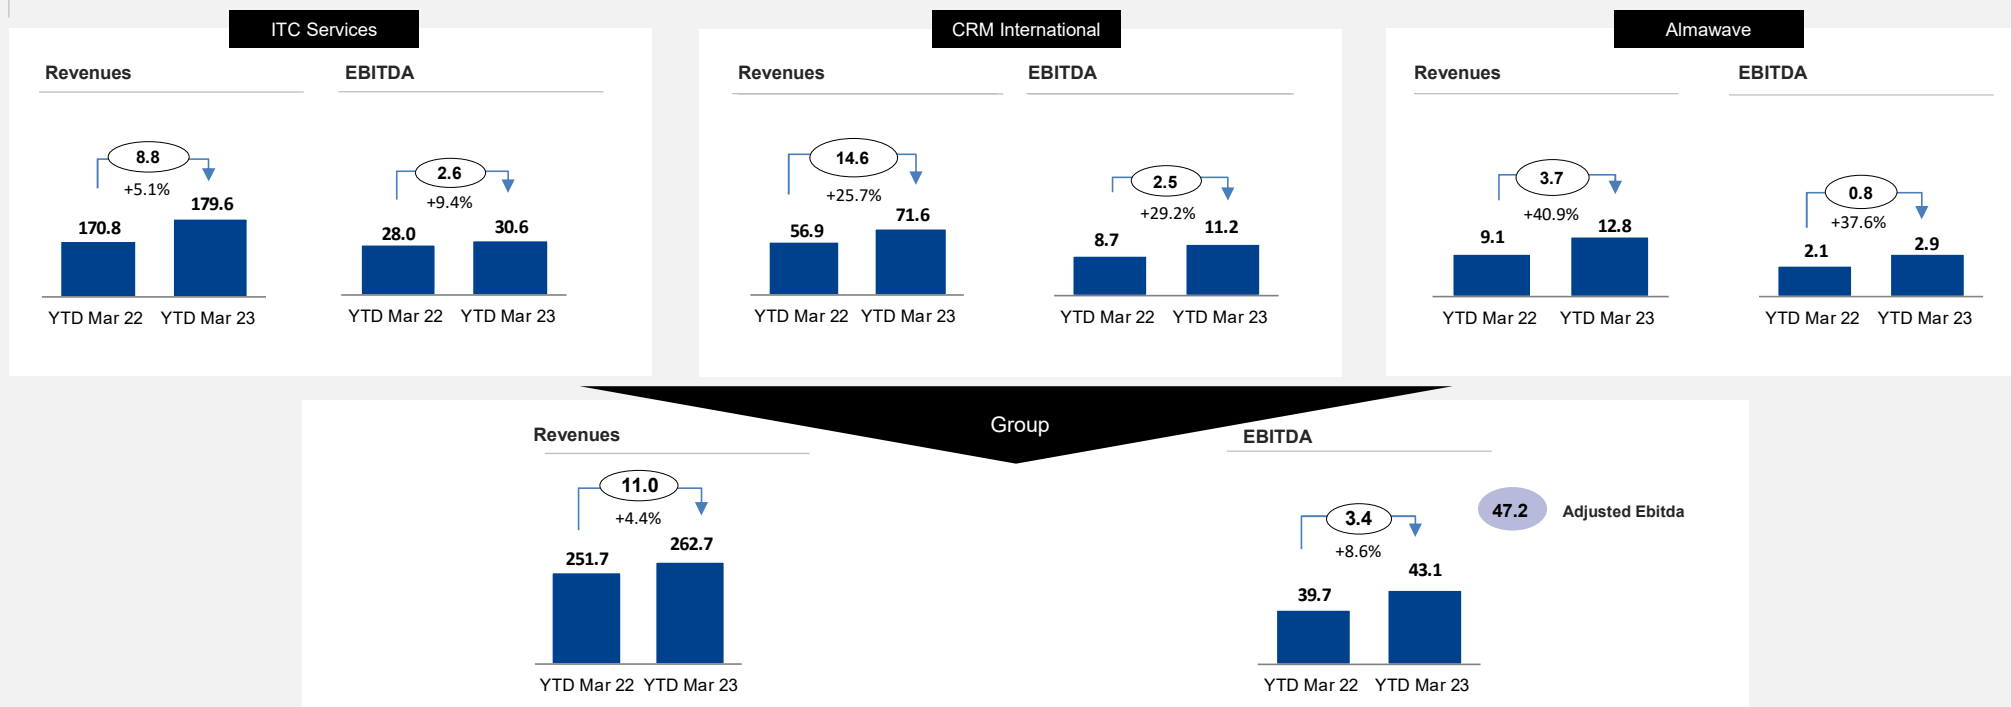 ITC Services
Revenues
EBITDA
8.8
+5.1%
170.8
179.6
YTD Mar 22
YTD Mar 23
2.6
+9.4%
28.0
30.6
YTD Mar 22
YTD Mar 23
CRM International
Revenues
EBITDA
14.6
+25.7%
56.9
71.6
YTD Mar 22
YTD Mar 23
2.5
+29.2%
8.7
11.2
YTD Mar 22
YTD Mar 23
Almawave
Revenues
EBITDA
3.7
+40.9%
9.1
12.8
YTD Mar 22
YTD Mar 23
0.8
+37.6%
2.1
2.9
YTD Mar 22
YTD Mar 23
Group
Revenues
11.0
+4.4%
251.7
262.7
YTD Mar 22
YTD Mar 23
EBITDA
3.4
+8.6%
39.7
43.1
YTD Mar 22
YTD Mar 23
47.2
Adjusted Ebitda